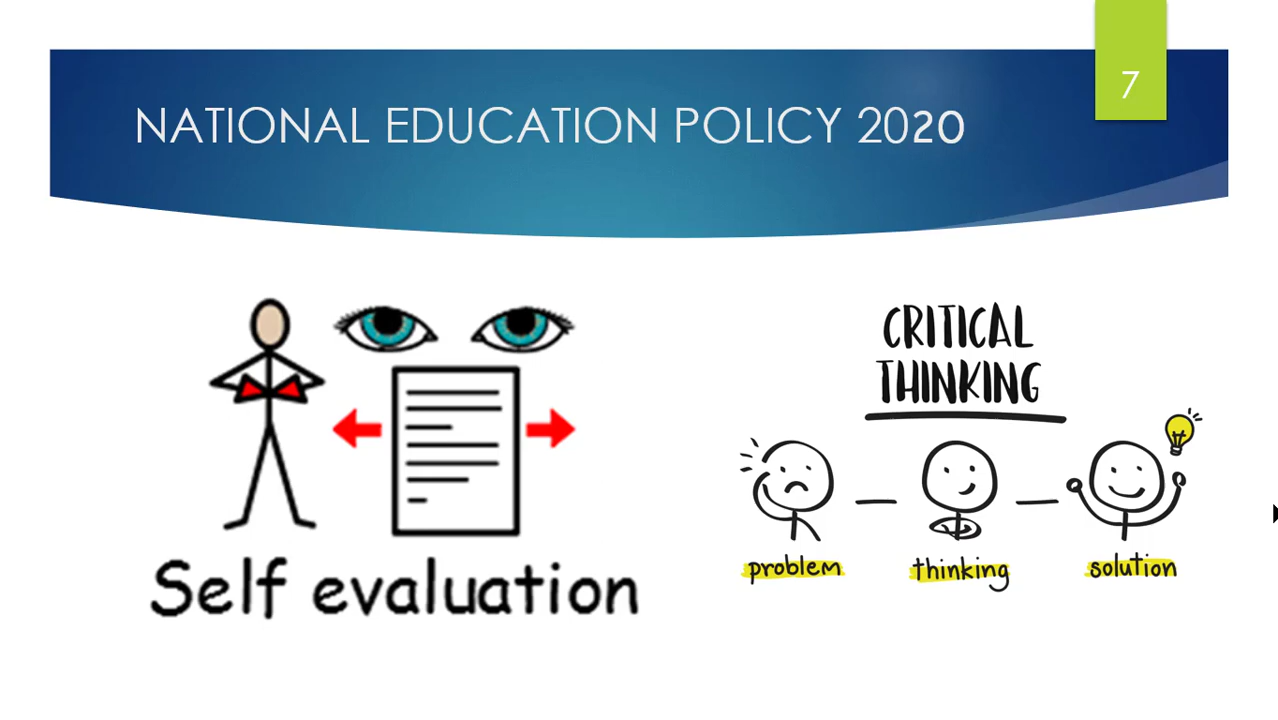 7
NATIONAL EDUCATION POLICY 2020
Self evaluation
CRITICAL
THINKING
problem
thinking
solution